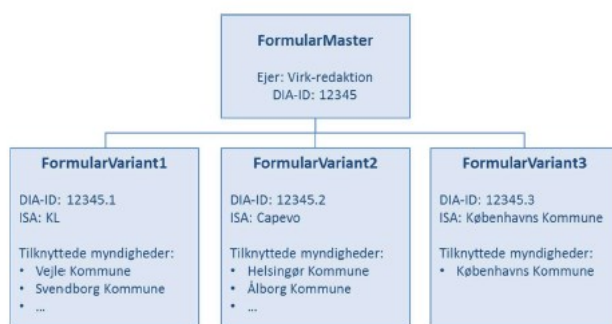 FormularMaster
Ejer: Virk-redaktion
DIA-ID: 12345
FormularVariant1
DIA-ID: 12345.1
ISA: KL
Tilknyttede myndigheder:
• Vejle Kommune
• Svendborg Kommune
• ...
FormularVariant2
DIA-ID: 12345.2
ISA: Capevo
Tilknyttede myndigheder:
• Helsingør Kommune
• Ålborg Kommune
• ...
FormularVariant3
DIA-ID: 12345.3
ISA: Københavns Kommune
Tilknyttede myndigheder:
• Københavns Kommune